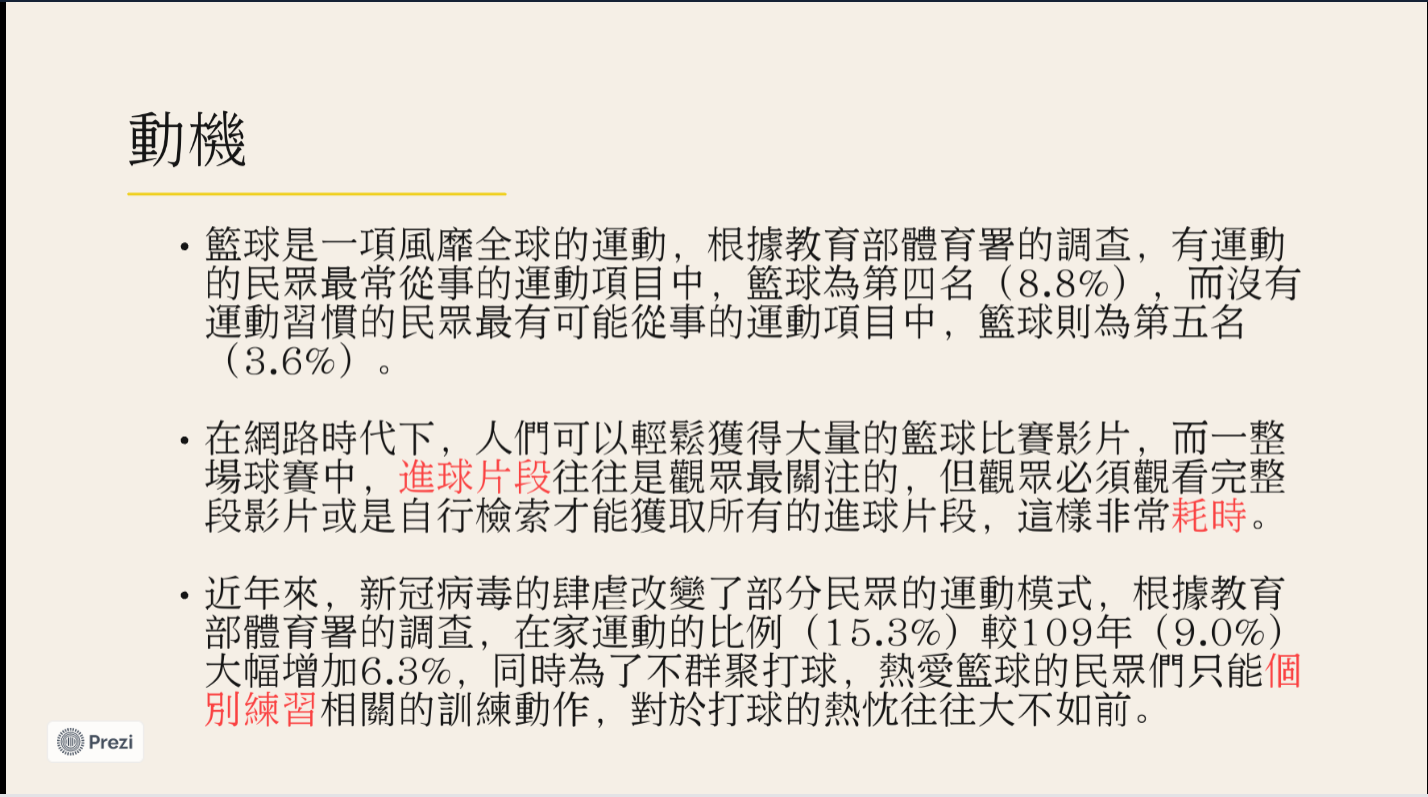 動機
• 籃球是一項風靡全球的運動，根據教育部體育署的調查，有運動
的民眾最常從事的運動項目中，籃球為第四名（8.8%），而沒有
運動習慣的民眾最有可能從事的運動項目中，籃球則為第五名
（3.6%）。
• 在網路時代下，人們可以輕鬆獲得大量的籃球比賽影片，而一整
場球賽中，進球片段往往是觀眾最關注的，但觀眾必須觀看完整
段影片或是自行檢索才能獲取所有的進球片段，這樣非常耗時。
• 近年來，新冠病毒的肆虐改變了部分民眾的運動模式，根據教育
部體育署的調查，在家運動的比例（15.3%）較109年（9.0%）
大幅增加6.3%，同時為了不群聚打球，熱愛籃球的民眾們只能個
別練習相關的訓練動作，對於打球的熱忱往往大不如前。
Prezi